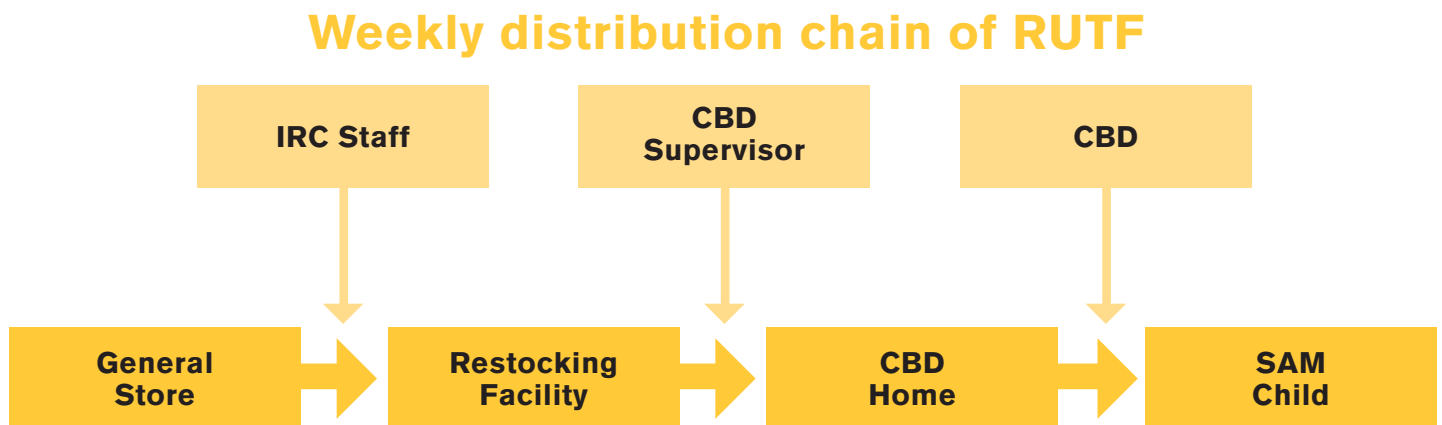 Weekly distribution chain of RUTF
IRC Staff
CBD
Supervisor
CBD
General
Store
Restocking
Facility
CBD
Home
SAM
Child